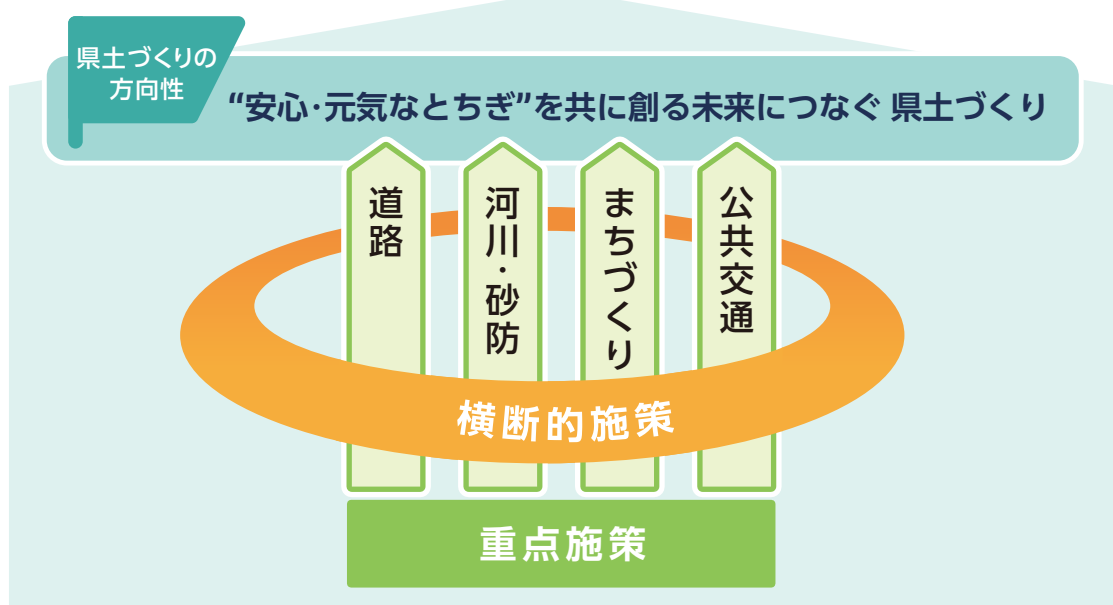 県土づくりの
方向性
“安心・元気なとちぎ”を共に創る未来につなぐ 県土づくり
道路
河川・砂防
まちづくり
公共交通
横断的施策
重点施策